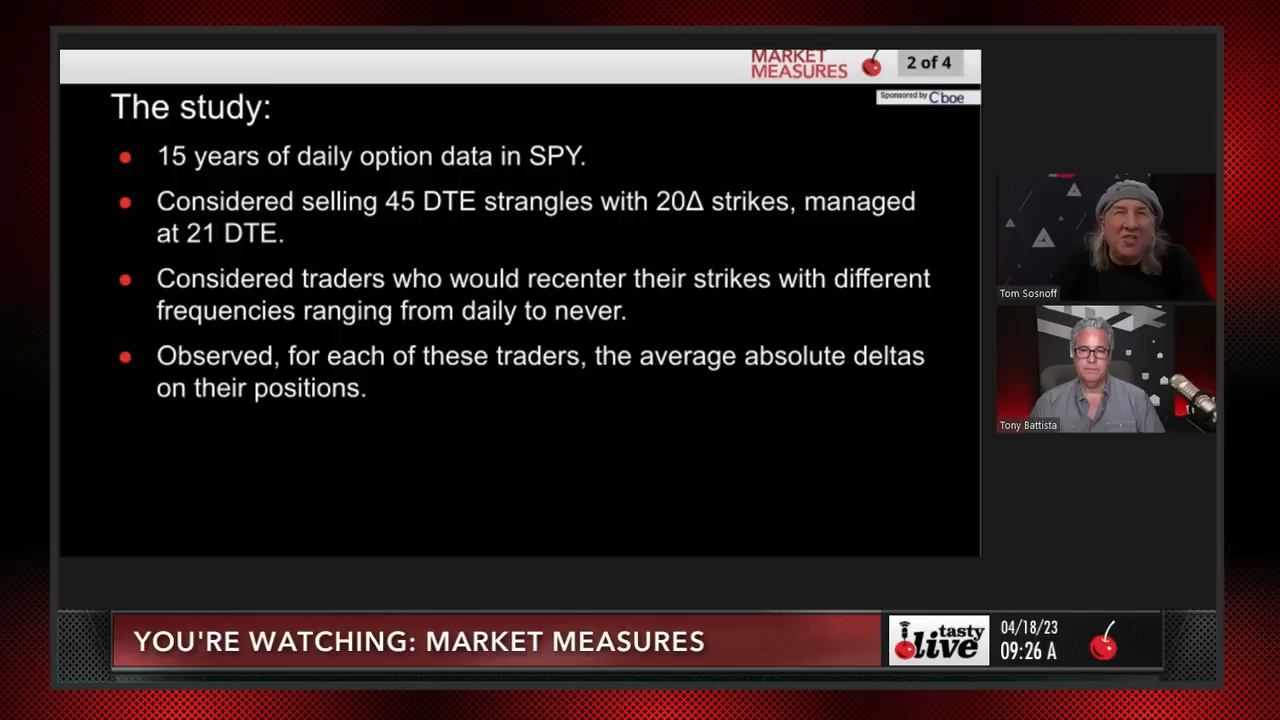 MARKET
MEASURES
2 of 4
Sponsored by Cboe
The study:
15 years of daily option data in SPY.
Considered selling 45 DTE strangles with 20Δ strikes, managed
at 21 DTE.
Considered traders who would recenter their strikes with different
frequencies ranging from daily to never.
Observed, for each of these traders, the average absolute deltas
on their positions.
Tom Sosnoff
Tony Battista
YOU'RE WATCHING: MARKET MEASURES
tasty
live
04/18/23
09:26 A